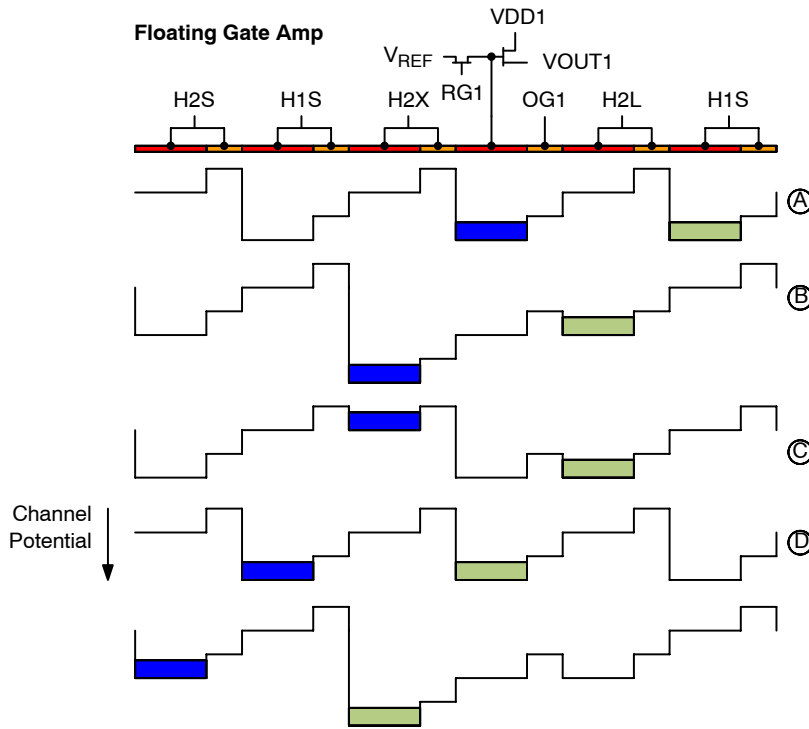 Floating Gate Amp
VDD1
VREF
VOUT1
RG1
H2S H1S H2X OG1 H2L H1S
A
B
C
Channel
Potential
D